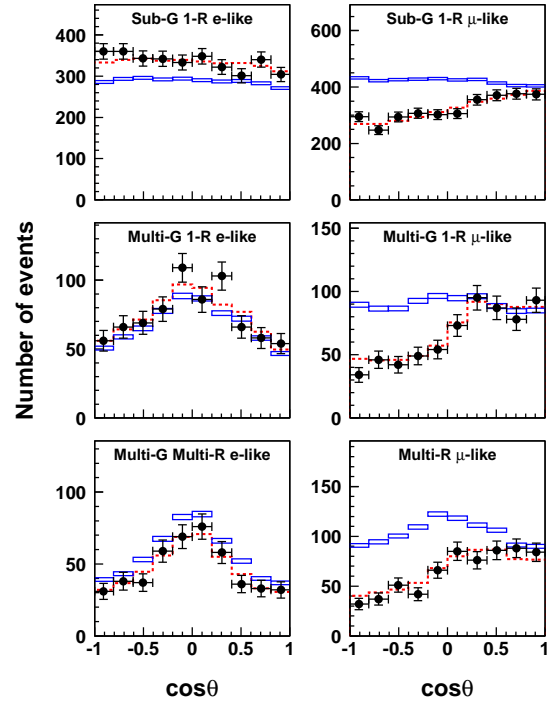 Sub-G 1-R e-like
Sub-G 1-R μ-like
400
300
200
100
0
600
400
200
0
Number of events
Multi-G 1-R e-like
Multi-G 1-R μ-like
100
50
0
150
100
50
0
Multi-G Multi-R e-like
Multi-R μ-like
100
50
0
150
100
50
0
-1 -0.5 0 0.5 1
-1 -0.5 0 0.5 1
cosθ
cosθ